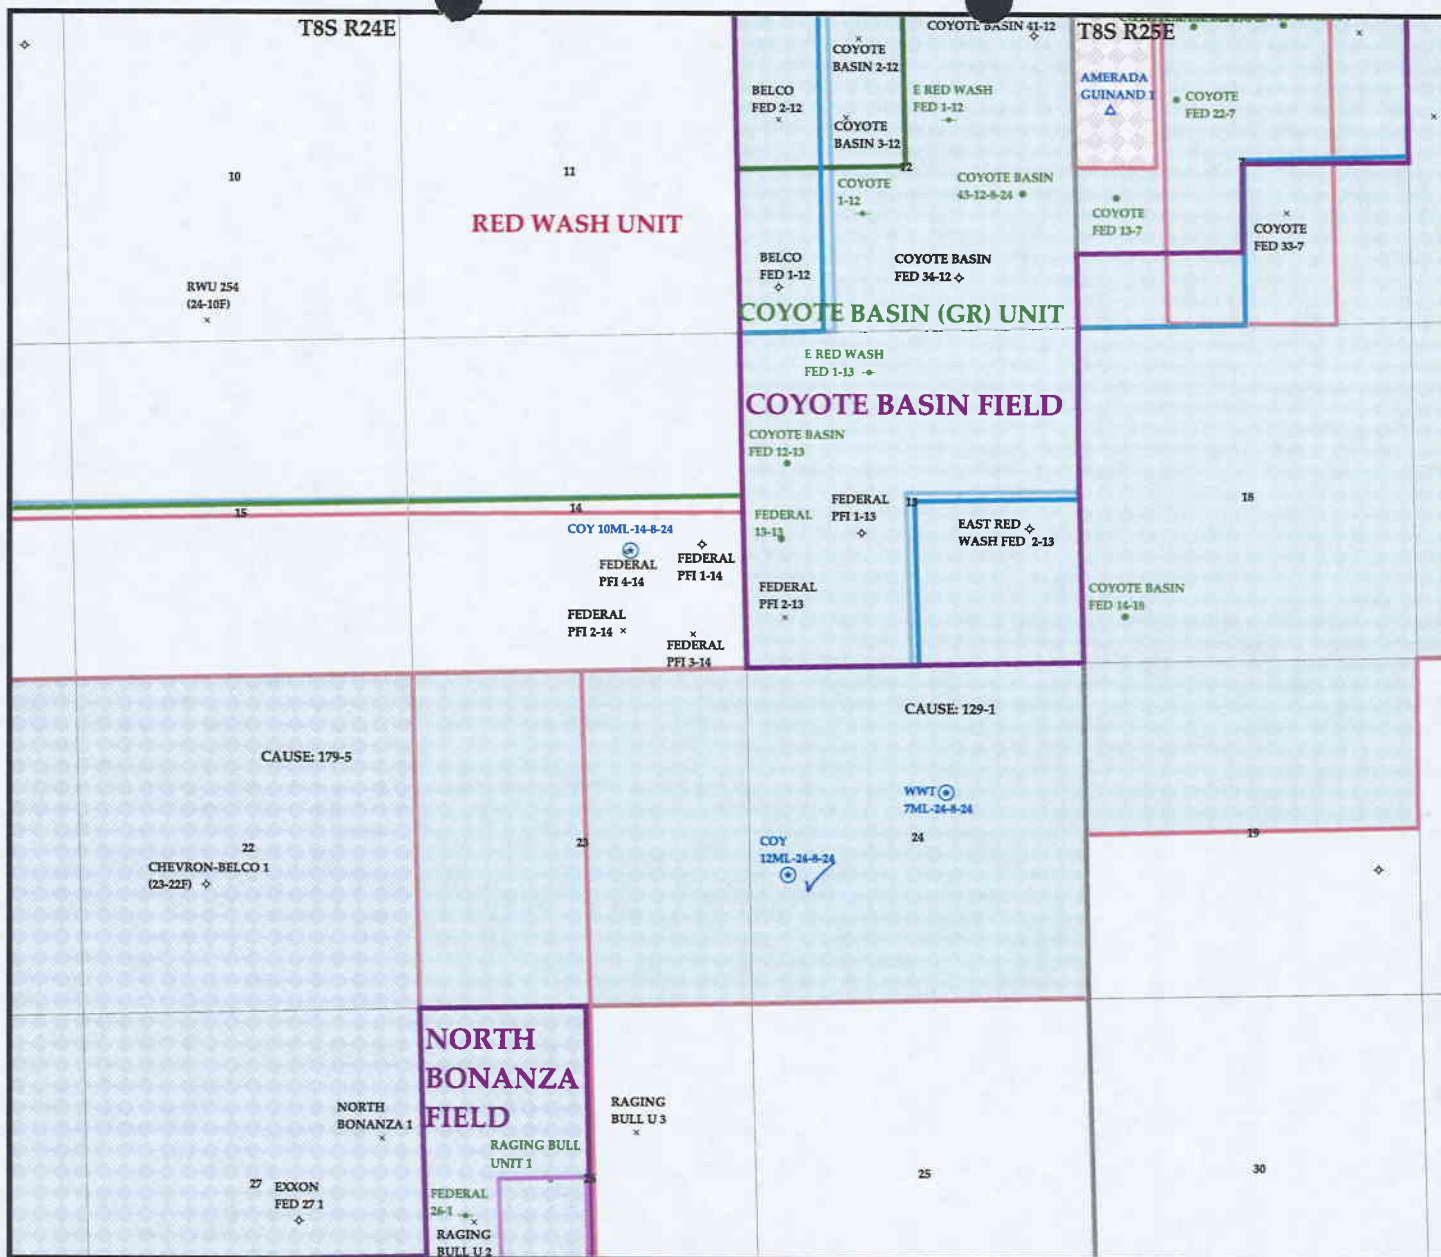 T8S R24E
T8S R25E
COYOTE BASIN 41-12
COYOTE
BASIN 2-12
BELCO
FED 2-12
E RED WASH
FED 1-12
AMERADA
GUINAND 1
COYOTE
FED 22-7
COYOTE
BASIN 3-12
10
11
12
7
COYOTE
1-12
COYOTE BASIN
43-12-8-24
RED WASH UNIT
COYOTE
FED 13-7
COYOTE
FED 33-7
BELCO
FED 1-12
COYOTE BASIN
FED 34-12
RWU 254
(24-10F)
COYOTE BASIN (GR) UNIT
E RED WASH
FED 1-13
COYOTE BASIN FIELD
COYOTE BASIN
FED 12-13
15
14
13
18
FEDERAL
PFI 1-13
COY 10ML-14-8-24
FEDERAL
13-13
EAST RED
WASH FED 2-13
FEDERAL
PFI 4-14
FEDERAL
PFI 1-14
FEDERAL
PFI 2-13
COYOTE BASIN
FED 14-18
FEDERAL
PFI 2-14
FEDERAL
PFI 3-14
CAUSE: 129-1
CAUSE: 179-5
WWT
7ML-24-8-24
22
23
24
19
COY
12ML-24-8-24
CHEVRON-BELCO 1
(23-22F)
NORTH
BONANZA
FIELD
NORTH
BONANZA 1
RAGING
BULL U 3
RAGING BULL
UNIT 1
27
26
25
30
EXXON
FED 27 1
FEDERAL
26-1
RAGING
BULL U 2